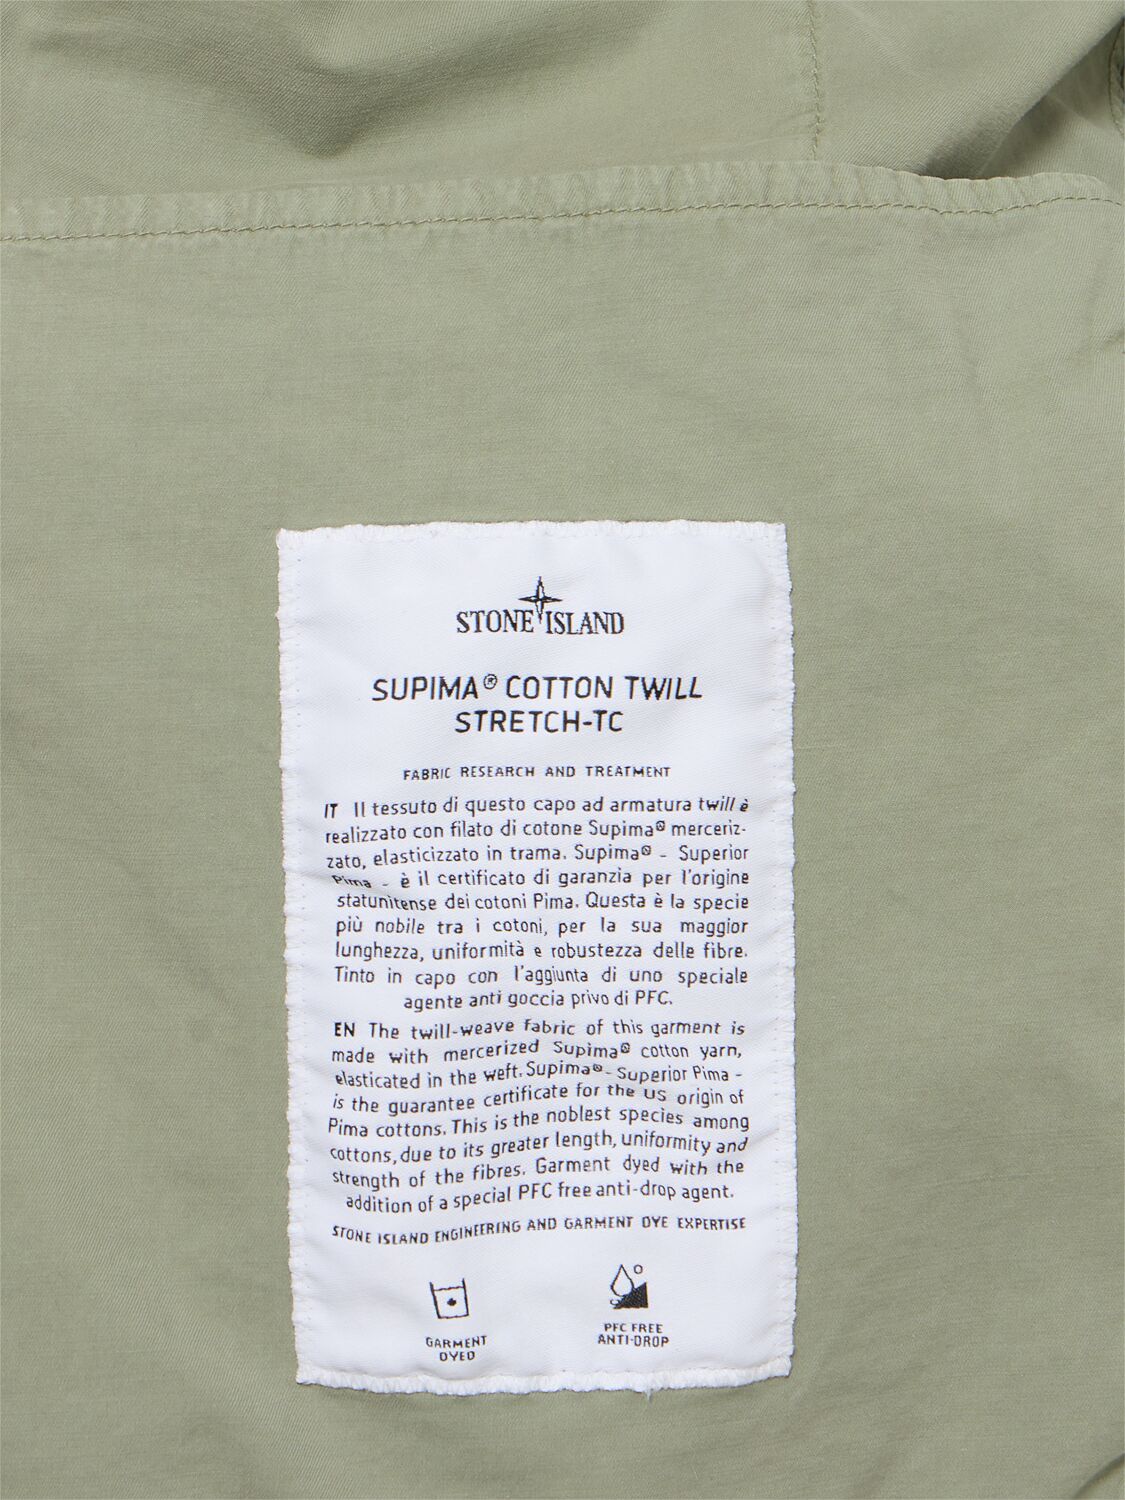 STONE ISLAND
SUPIMA® COTTON TWILL
STRETCH-TC
FABRIC RESEARCH AND TREATMENT
IT Il tessuto di questo capo ad armatura twill è
realizzato con filato di cotone Supima® merceriz-
zato, elasticizzato in trama. Supima® - Superior
Pima - è il certificato di garanzia per l'origine
statunitense dei cotoni Pima. Questa è la specie
più nobile tra i cotoni, per la sua maggior
lunghezza, uniformità e robustezza delle fibre.
Tinto in capo con l'aggiunta di uno speciale
agente anti goccia privo di PFC.
EN The twill-weave fabric of this garment is
made with mercerized Supima® cotton yarn,
elasticated in the weft. Supima® - Superior Pima -
is the guarantee certificate for the US origin of
Pima cottons. This is the noblest species among
cottons, due to its greater length, uniformity and
strength of the fibres. Garment dyed with the
addition of a special PFC free anti-drop agent.
STONE ISLAND ENGINEERING AND GARMENT DYE EXPERTISE
GARMENT
DYED
PFC FREE
ANTI-DROP